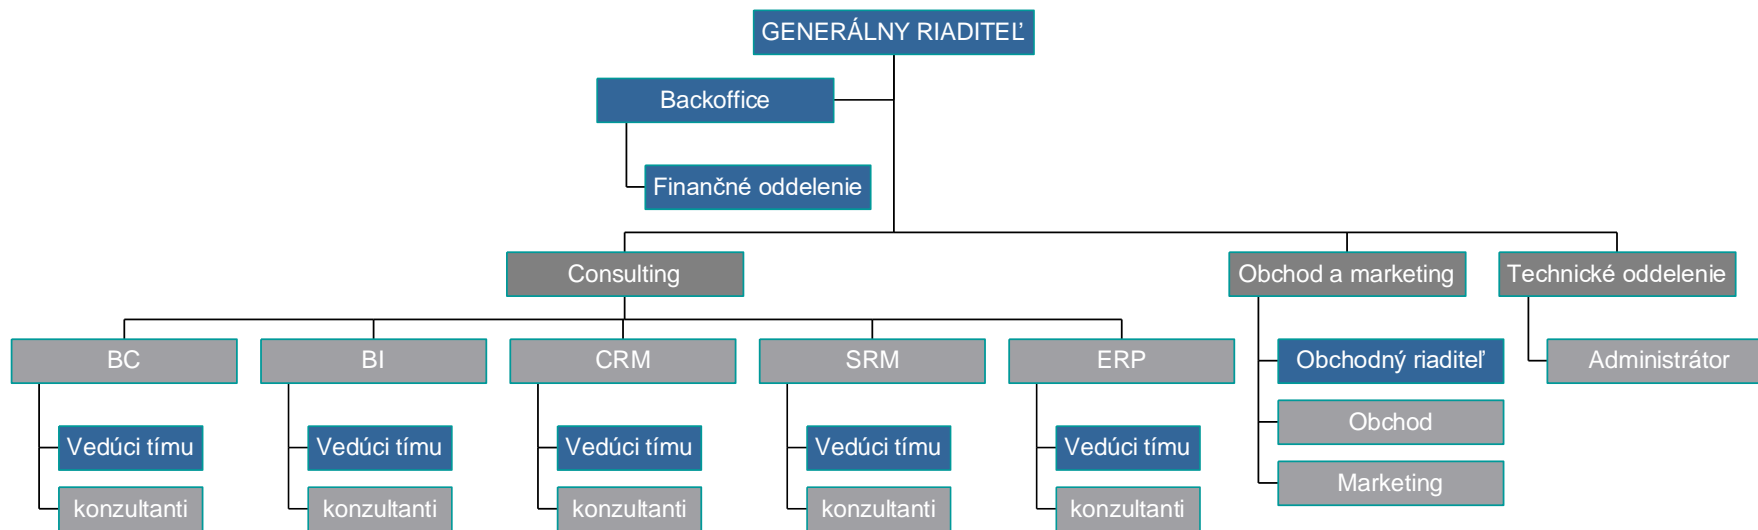 GENERÁLNY RIADITEĽ
Backoffice
Finančné oddelenie
Consulting
Obchod a marketing
Technické oddelenie
BC
BI
CRM
SRM
ERP
Obchodný riaditeľ
Administrátor
Obchod
Vedúci tímu
Vedúci tímu
Vedúci tímu
Vedúci tímu
Vedúci tímu
Marketing
konzultanti
konzultanti
konzultanti
konzultanti
konzultanti